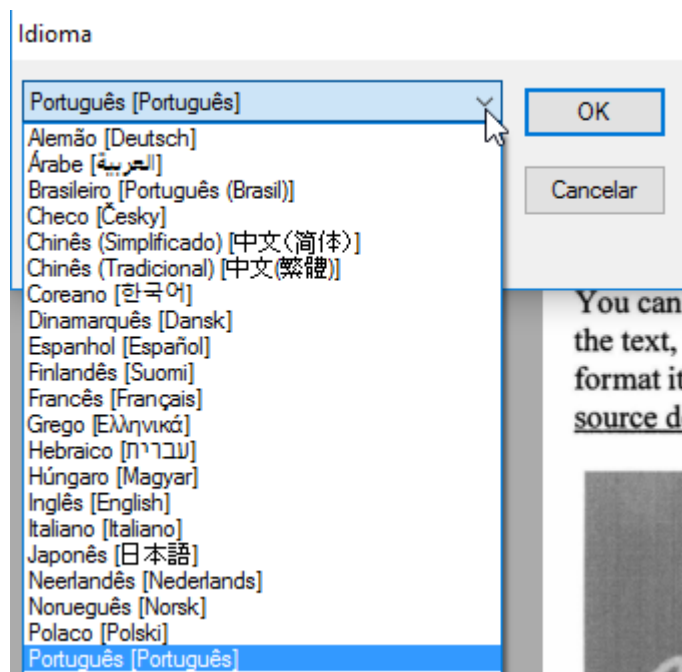 Idioma
Português [Português]
OK
Alemão [Deutsch]
Árabe [العربية]
Brasileiro [Português (Brasil)]
Cancelar
Checo [Česky]
Chinês (Simplificado) [中文(简体)]
Chinês (Tradicional) [中文(繁體)]
Coreano [한국어]
Dinamarquês [Dansk]
Espanhol [Español]
Finlandês [Suomi]
Francês [Français]
Grego [Ελληνικά]
Hebraico [עברית]
Húngaro [Magyar]
Inglês [English]
Italiano [Italiano]
Japonês [日本語]
Neerlandês [Nederlands]
Norueguês [Norsk]
Polaco [Polski]
Português [Português]
You can
the text,
format it
source d